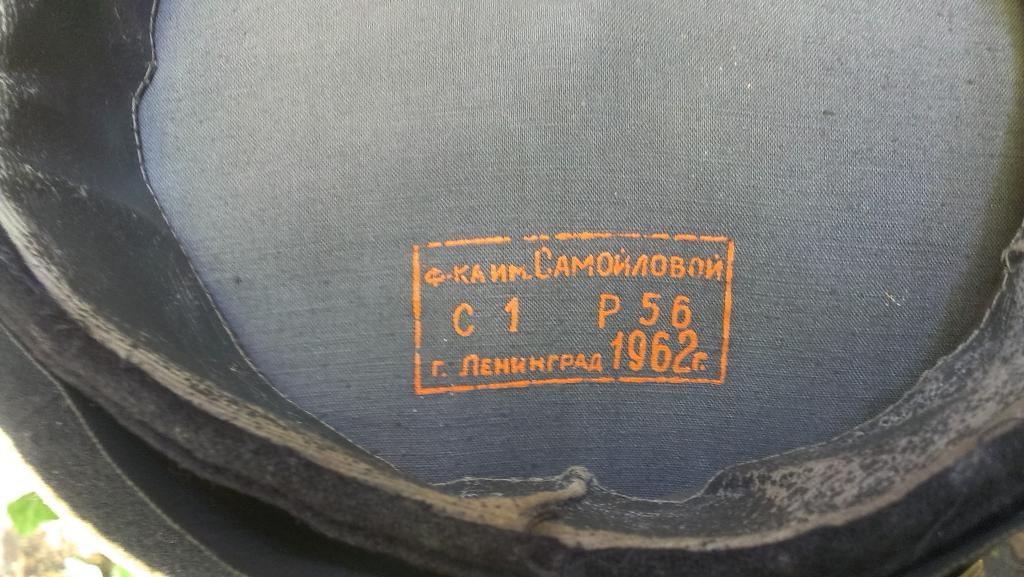 Ф-КА ИМ. САМОЙЛОВОЙ
С 1 Р 56
г. ЛЕНИНГРАД 1962г.